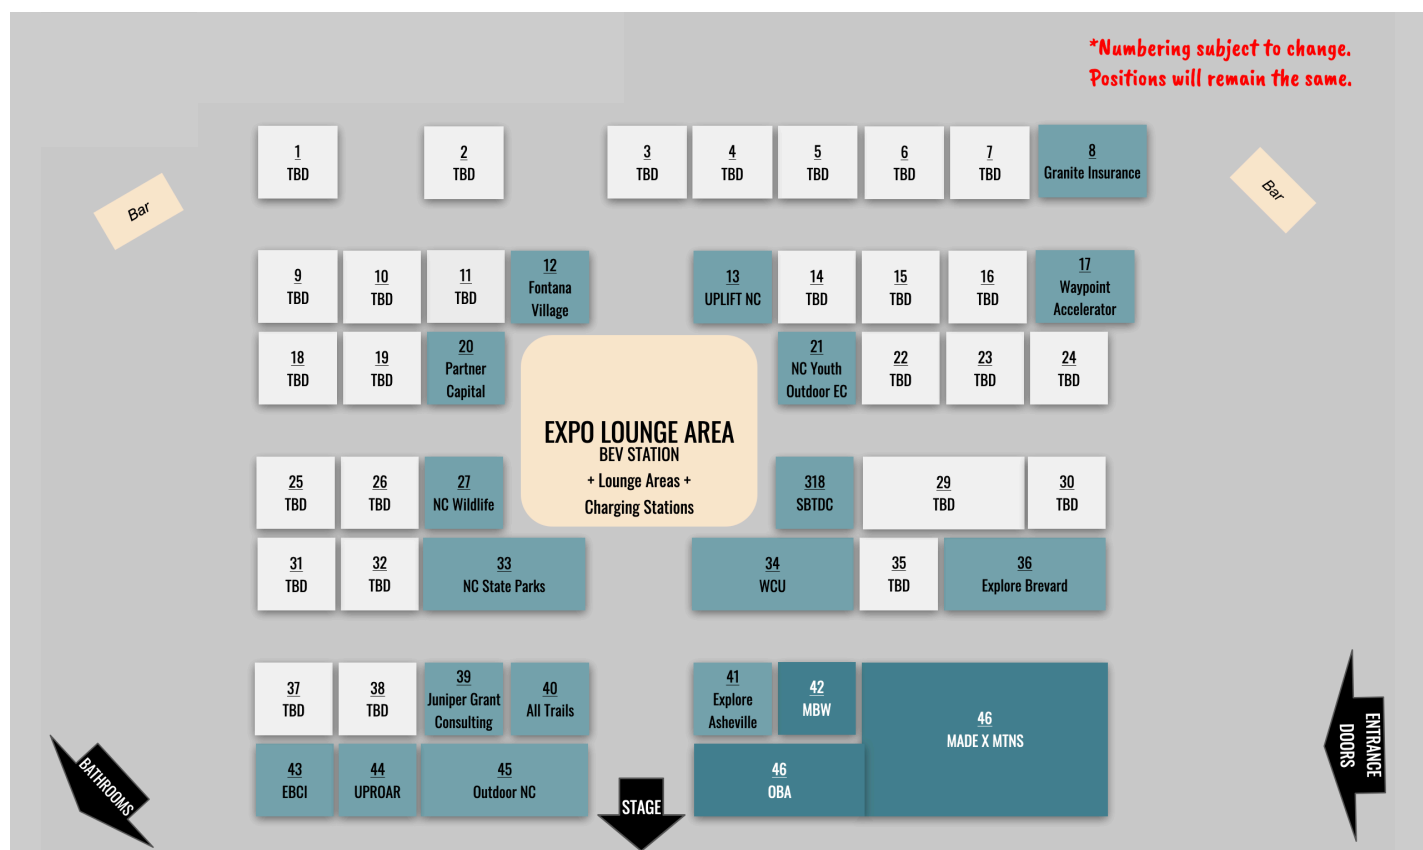 *Numbering subject to change.
Positions will remain the same.
1
TBD
2
TBD
3
TBD
4
TBD
5
TBD
6
TBD
7
TBD
8
Granite Insurance
Bar
Bar
9
TBD
10
TBD
11
TBD
12
Fontana
Village
13
UPLIFT NC
14
TBD
15
TBD
16
TBD
17
Waypoint
Accelerator
18
TBD
19
TBD
20
Partner
Capital
21
NC Youth
Outdoor EC
22
TBD
23
TBD
24
TBD
EXPO LOUNGE AREA
BEV STATION
+ Lounge Areas +
Charging Stations
25
TBD
26
TBD
27
NC Wildlife
318
SBTDC
29
TBD
30
TBD
31
TBD
32
TBD
33
NC State Parks
34
WCU
35
TBD
36
Explore Brevard
37
TBD
38
TBD
39
Juniper Grant
Consulting
40
All Trails
41
Explore
Asheville
42
MBW
46
MADE X MTNS
43
EBCI
44
UPROAR
45
Outdoor NC
46
OBA
BATHROOMS
STAGE
ENTRANCE
DOORS